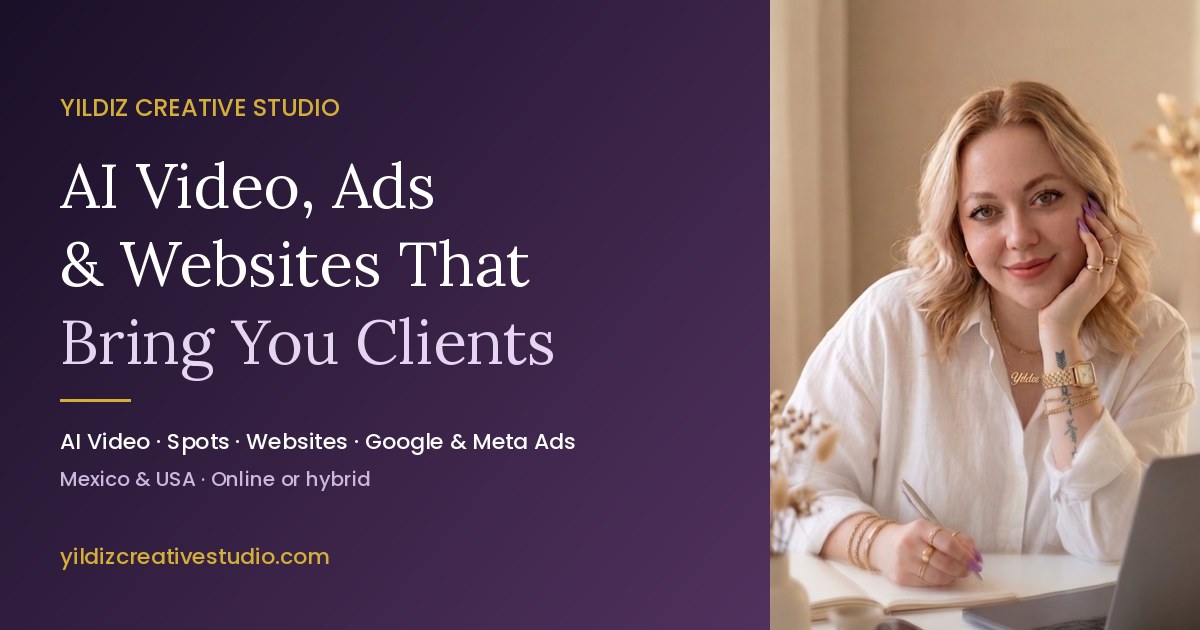 YILDIZ CREATIVE STUDIO
AI Video, Ads
& Websites That
Bring You Clients
AI Video · Spots · Websites · Google & Meta Ads
Mexico & USA · Online or hybrid
yildizcreativestudio.com